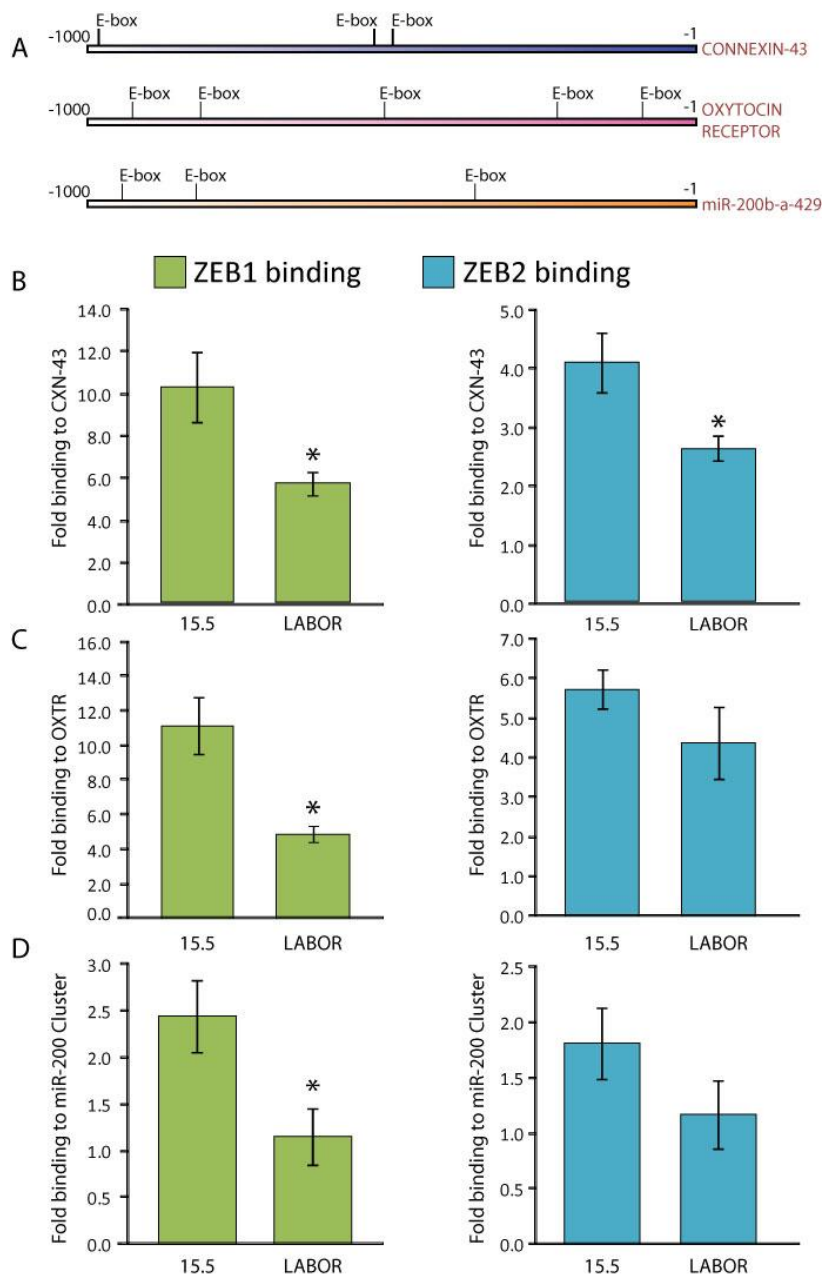 A
E-box E-box E-box
-1000 -1
CONNEXIN-43
E-box E-box E-box E-box E-box
-1000 -1
OXYTOCIN
RECEPTOR
E-box E-box E-box
-1000 -1
miR-200b-a-429
B
ZEB1 binding ZEB2 binding
Fold binding to CXN-43
14.0
12.0
10.0
8.0
6.0
4.0
2.0
0.0
*
15.5 LABOR
Fold binding to CXN-43
5.0
4.0
3.0
2.0
1.0
0.0
*
15.5 LABOR
C
Fold binding to OXTR
16.0
14.0
12.0
10.0
8.0
6.0
4.0
2.0
0.0
*
15.5 LABOR
Fold binding to OXTR
7.0
6.0
5.0
4.0
3.0
2.0
1.0
0.0
15.5 LABOR
D
Fold binding to miR-200 Cluster
3.0
2.5
2.0
1.5
1.0
0.5
0.0
*
15.5 LABOR
Fold binding to miR-200 Cluster
2.5
2.0
1.5
1.0
0.5
0.0
15.5 LABOR